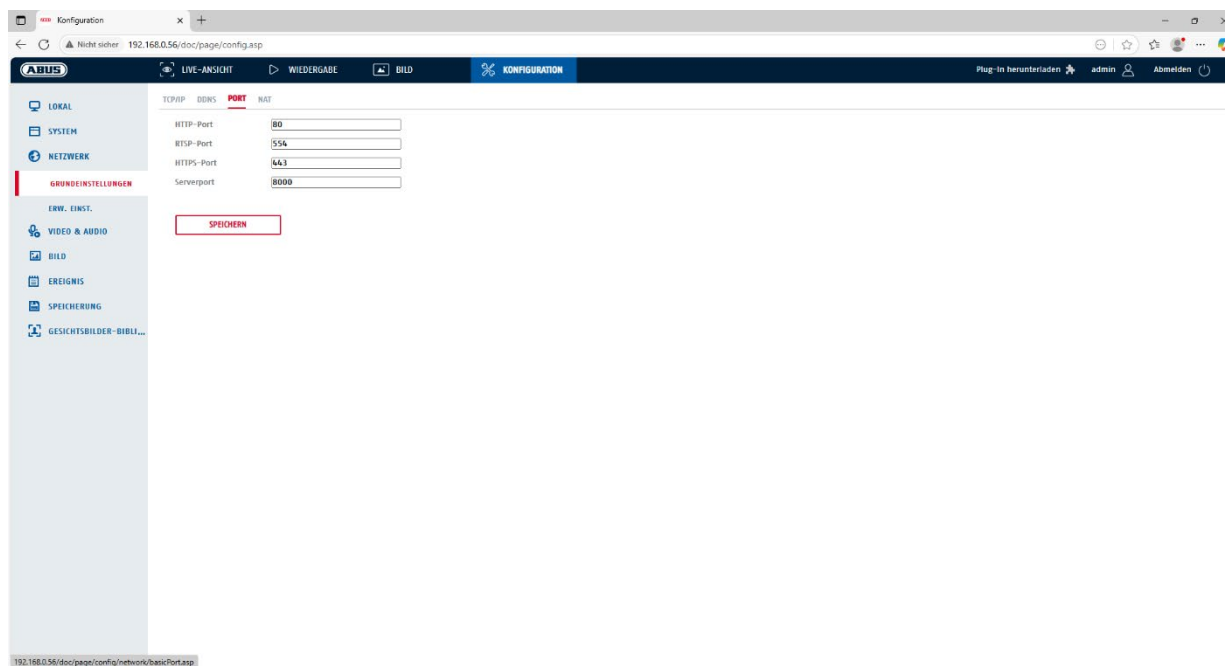 Konfiguration
Nicht sicher 192.168.0.56/doc/page/config.asp
ABUS LIVE-ANSICHT WIEDERGABE BILD KONFIGURATION Plug-In herunterladen admin Abmelden
LOKAL
SYSTEM
NETZWERK
GRUNDEINSTELLUNGEN
ERW. EINST.
VIDEO & AUDIO
BILD
EREIGNIS
SPEICHERUNG
GESICHTSBILDER-BIBLI...
TCP/IP DDNS PORT NAT
HTTP-Port 80
RTSP-Port 554
HTTPS-Port 443
Serverport 8000
SPEICHERN
192.168.0.56/doc/page/config/network/basicPort.asp